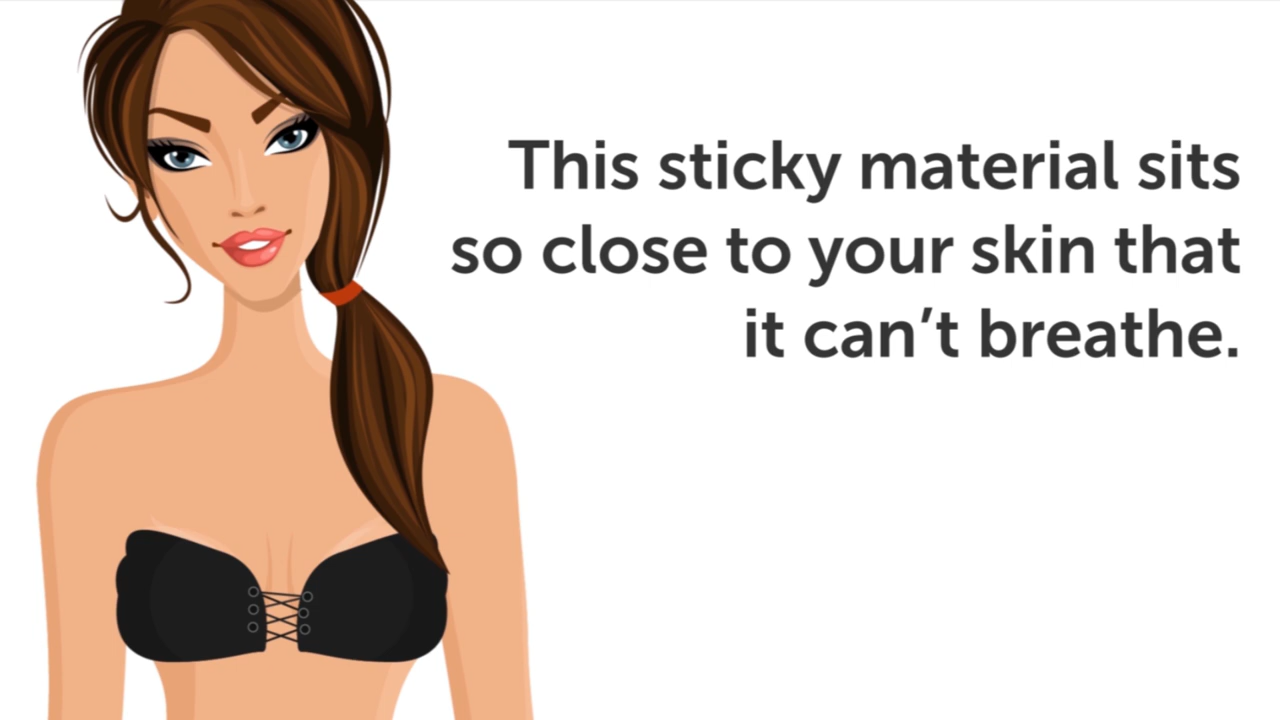 This sticky material sits
so close to your skin that
it can’t breathe.